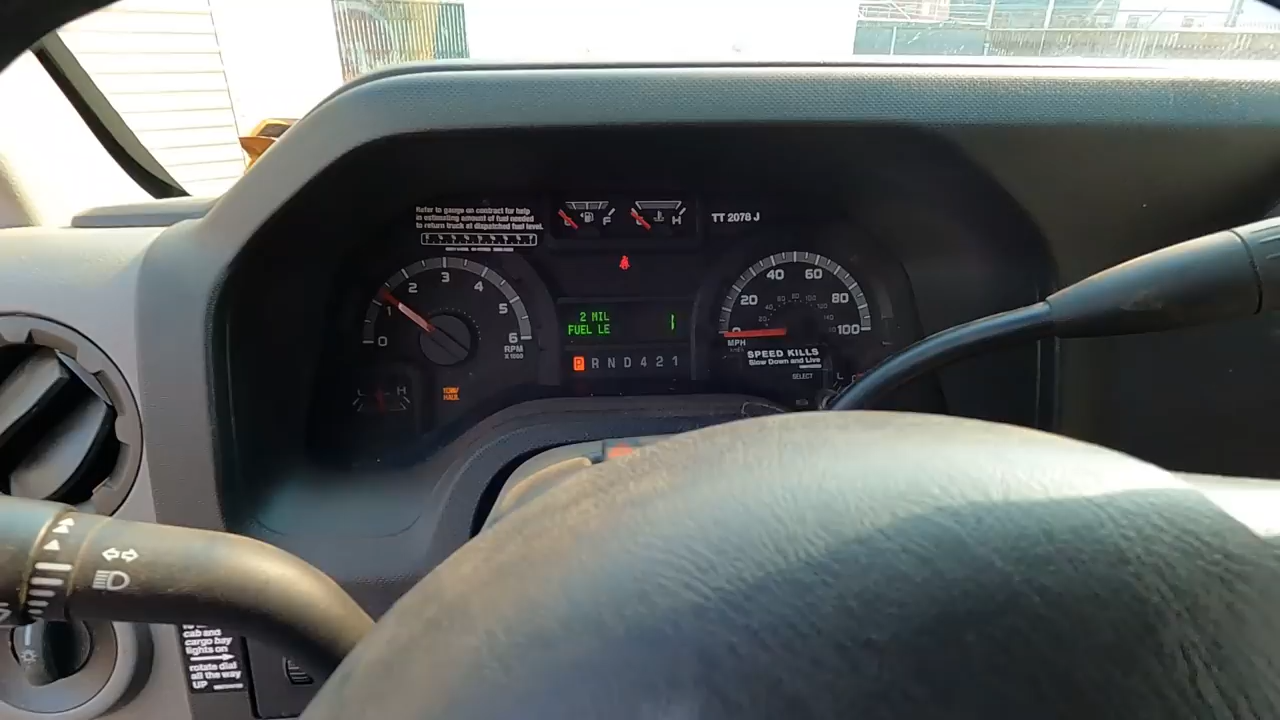 Refer to gauge on contract for help
in estimating amount of fuel needed
to return truck at dispatched fuel level.
F
F
H
TT 2078 J
0 1 2 3 4 5 6
RPM
X 1000
2 MIL
FUEL LE
1
P R N D 4 2 1
0 20 40 60 80 100
MPH
SPEED KILLS
Slow Down and Live
SELECT
L
H
TOW/
HAUL
cab and
cargo bay
lights on
rotate dial
all the way
UP